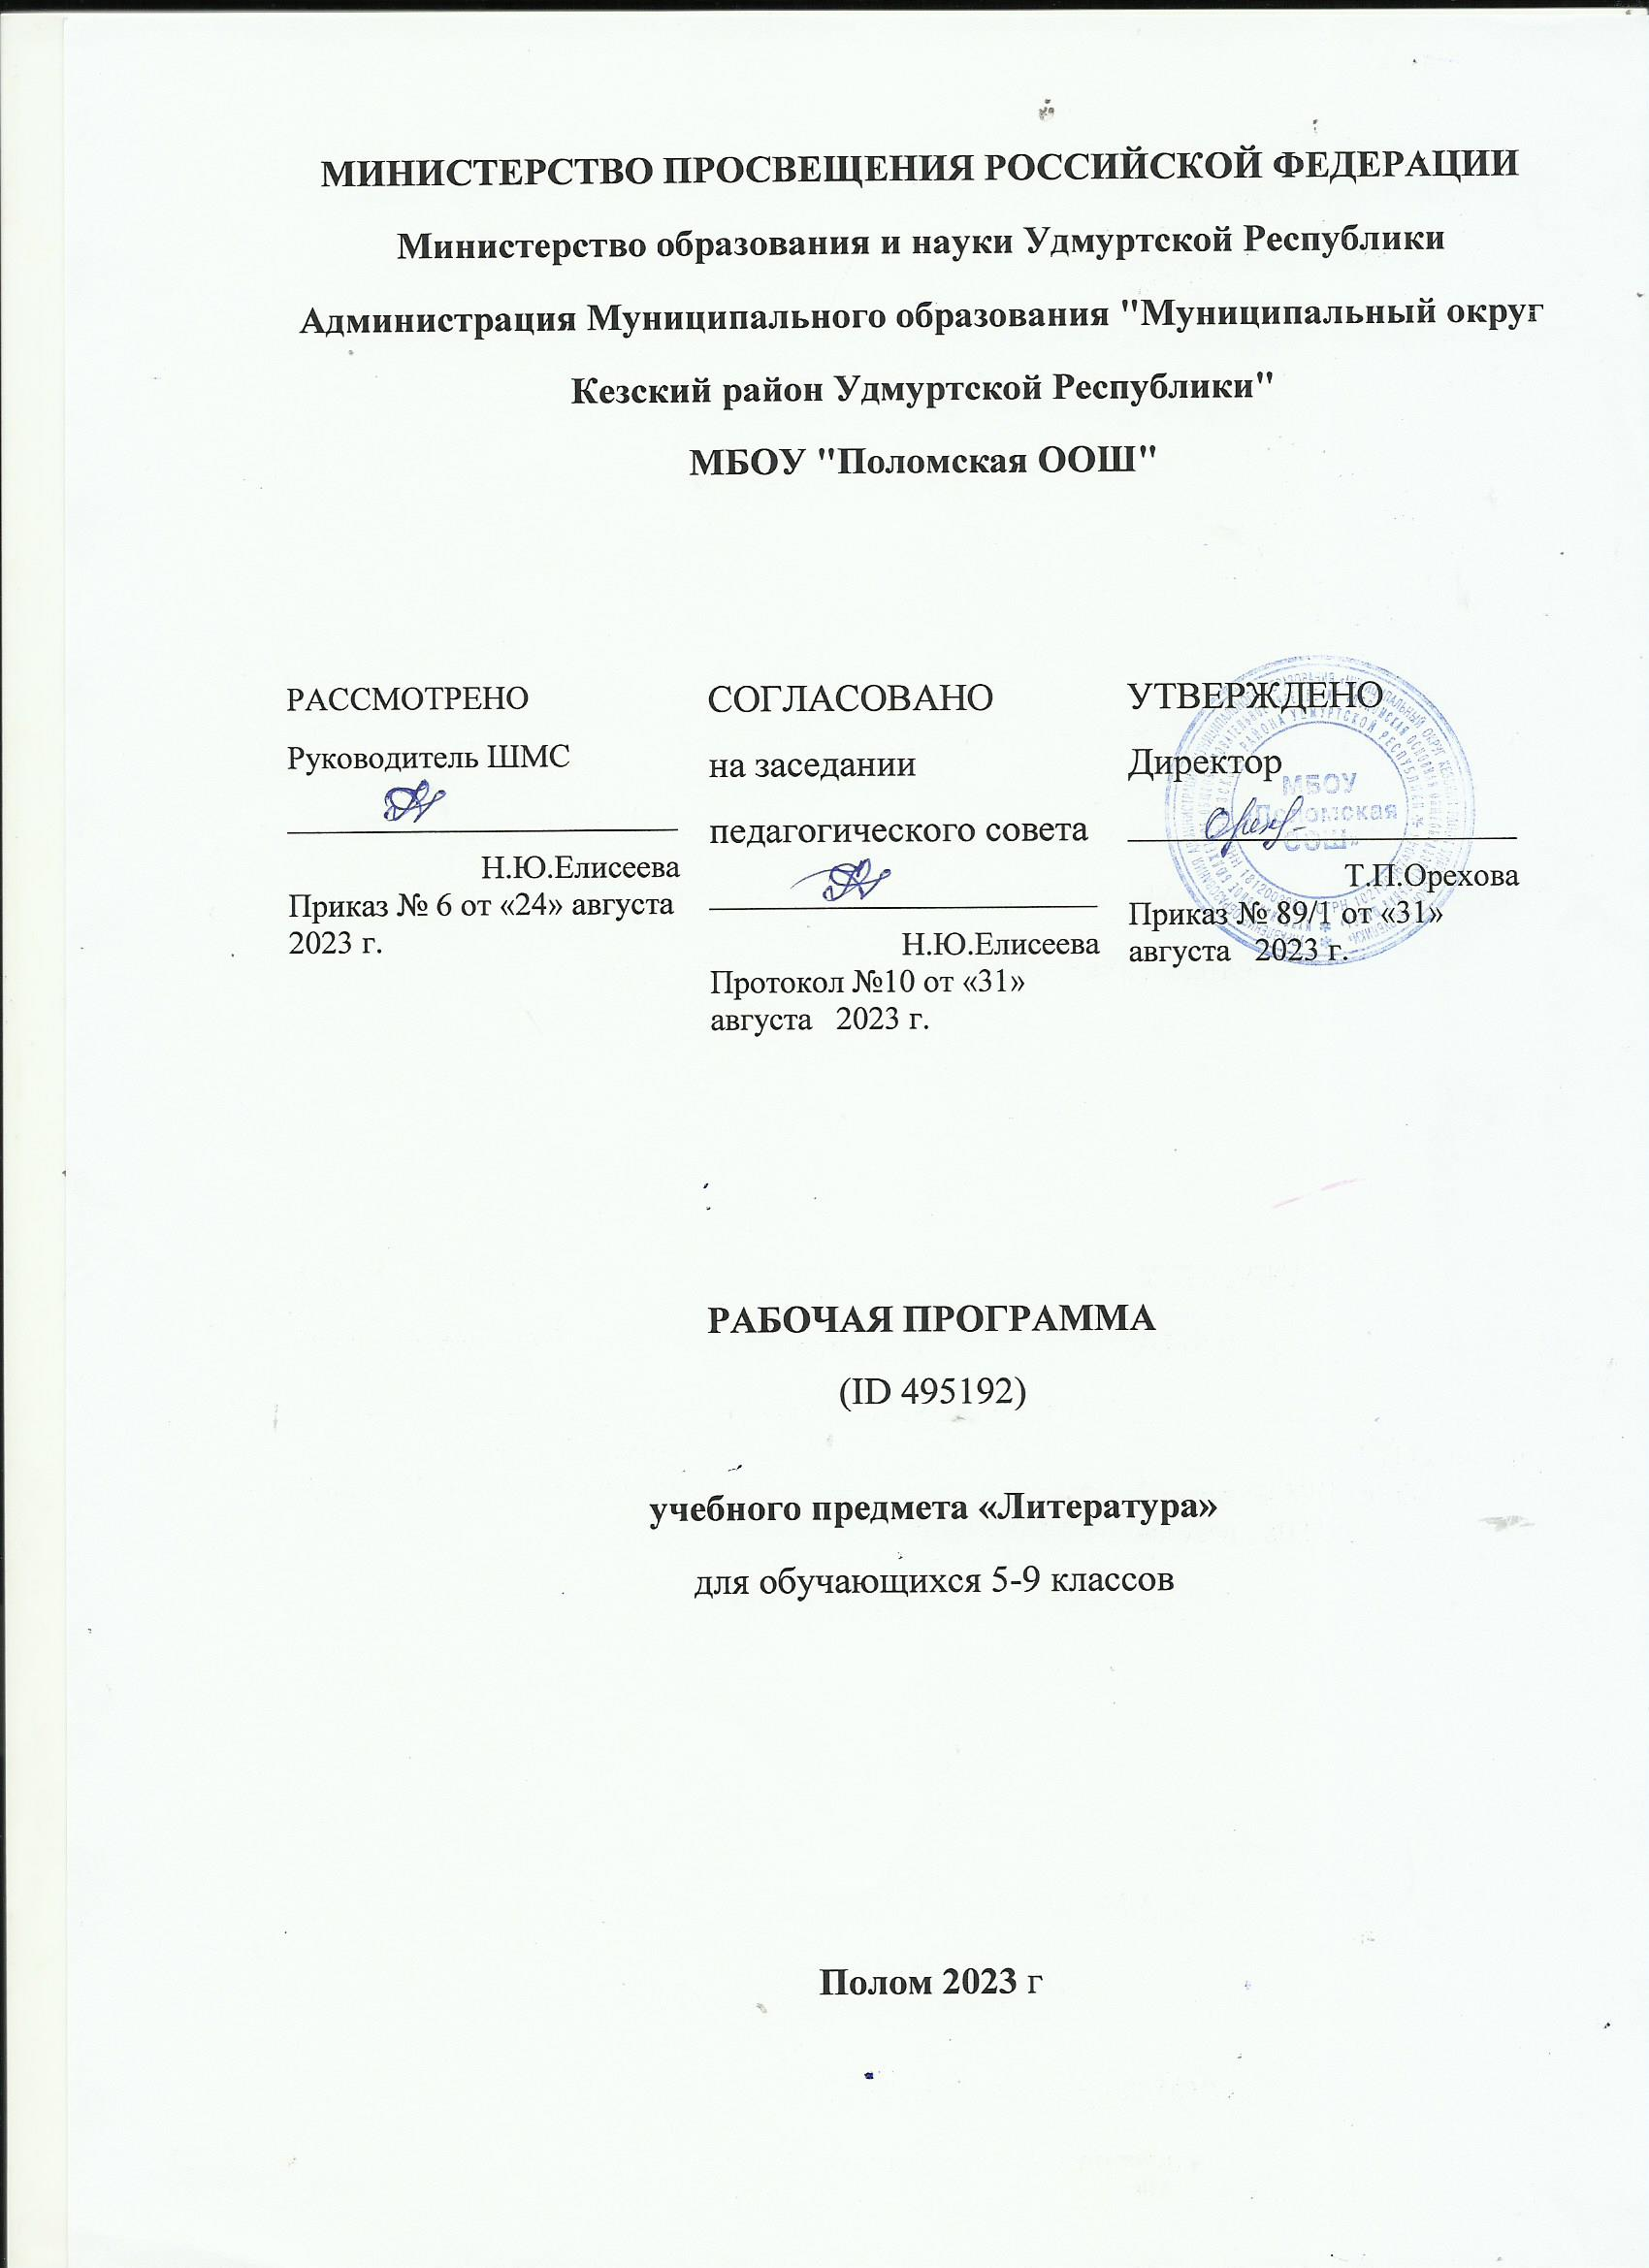 МИНИСТЕРСТВО ПРОСВЕЩЕНИЯ РОССИЙСКОЙ ФЕДЕРАЦИИ
Министерство образования и науки Удмуртской Республики
Администрация Муниципального образования "Муниципальный округ
Кезский район Удмуртской Республики"
МБОУ "Поломская ООШ"
РАССМОТРЕНО
Руководитель ШМС
Н.Ю.Елисеева
Приказ № 6 от «24» августа
2023 г.
СОГЛАСОВАНО
на заседании
педагогического совета
Н.Ю.Елисеева
Протокол №10 от «31»
августа 2023 г.
УТВЕРЖДЕНО
Директор
МБОУ
Поломская
ООШ»
Т.П.Орехова
Приказ № 89/1 от «31»
августа 2023 г.
РАБОЧАЯ ПРОГРАММА
(ID 495192)
учебного предмета «Литература»
для обучающихся 5-9 классов
Полом 2023 г